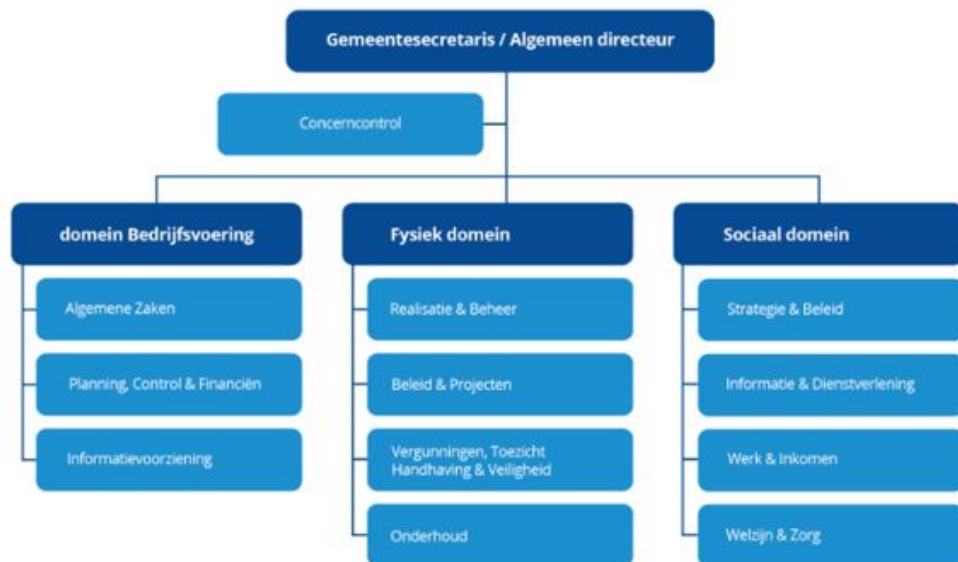 Gemeentesecretaris / Algemeen directeur
Concerncontrol
domein Bedrijfsvoering
Algemene Zaken
Planning, Control & Financiën
Informatievoorziening
Fysiek domein
Realisatie & Beheer
Beleid & Projecten
Vergunningen, Toezicht
Handhaving & Veiligheid
Onderhoud
Sociaal domein
Strategie & Beleid
Informatie & Dienstverlening
Werk & Inkomen
Welzijn & Zorg